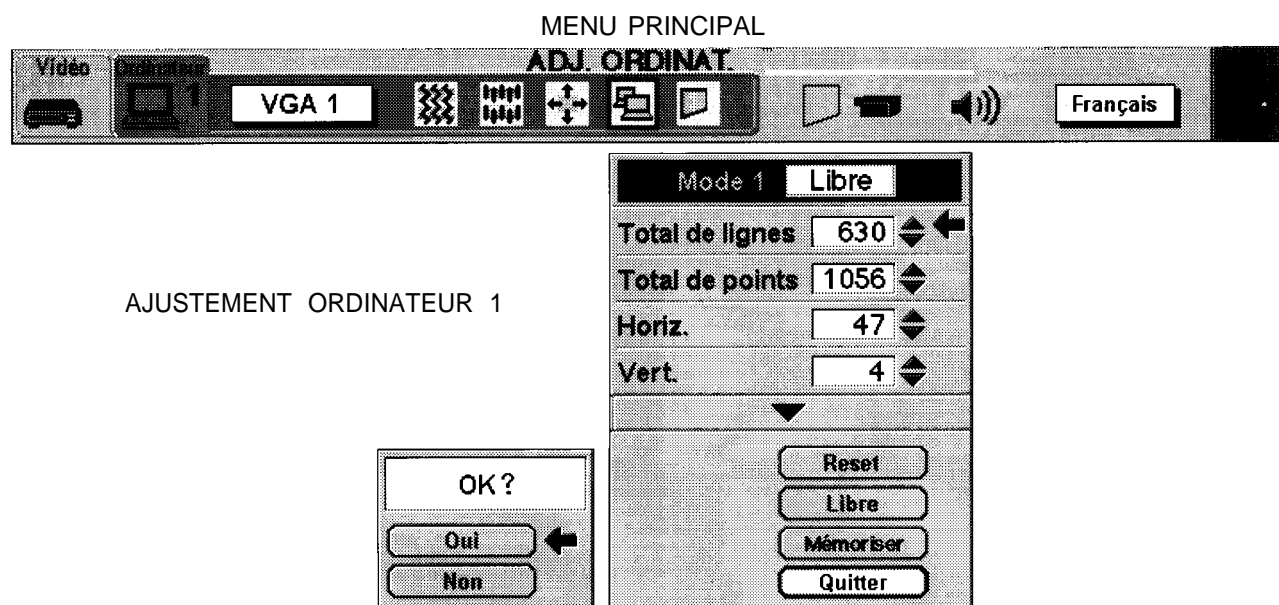 MENU PRINCIPAL
ADJ. ORDINAT.
Vidéo
Ordinateur
1
VGA 1
Français
Mode 1 Libre
Total de lignes 630
Total de points 1056
Horiz. 47
Vert. 4
AJUSTEMENT ORDINATEUR 1
Reset
Libre
Mémoriser
Quitter
OK?
Oui
Non